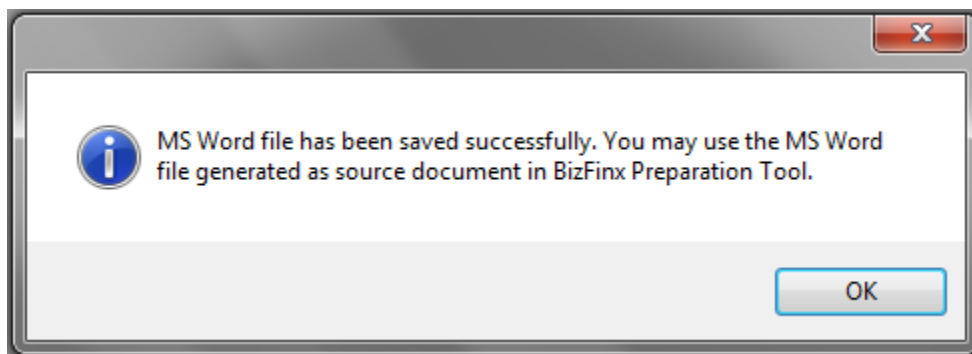 MS Word file has been saved successfully. You may use the MS Word
file generated as source document in BizFinx Preparation Tool.
OK